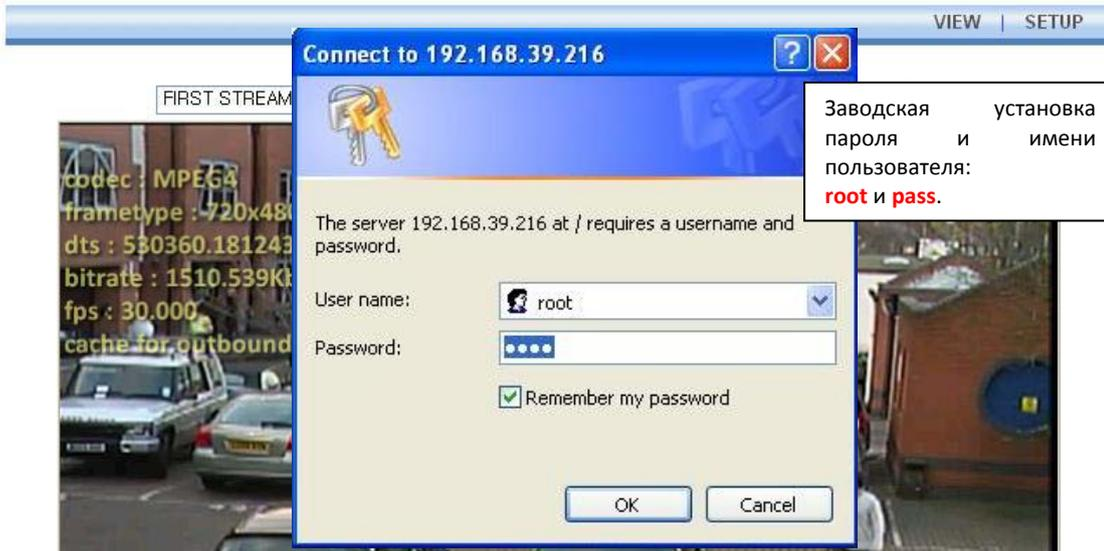 VIEW | SETUP
Connect to 192.168.39.216
FIRST STREAM
Заводская установка
пароля и имени
пользователя:
root и pass.
codec : MPEG4
frametype : 720x480
dts : 530360.181243
bitrate : 1510.539Kb
fps : 30.000
cache for outbound
The server 192.168.39.216 at / requires a username and
password.
User name: root
Password:
Remember my password
OK Cancel